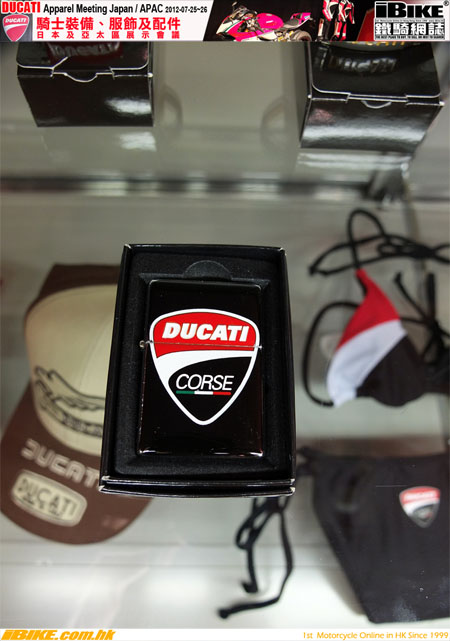 DUCATI Apparel Meeting Japan / APAC 2012-07-25~26
騎士裝備、服飾及配件
日本及亞太區展示會議
iBIKE®
鐵騎網誌
DUCATI
DUCATI
CORSE
DUCATI
DUCATI
iBIKE.com.hk
1st Motorcycle Online in HK Since 1999